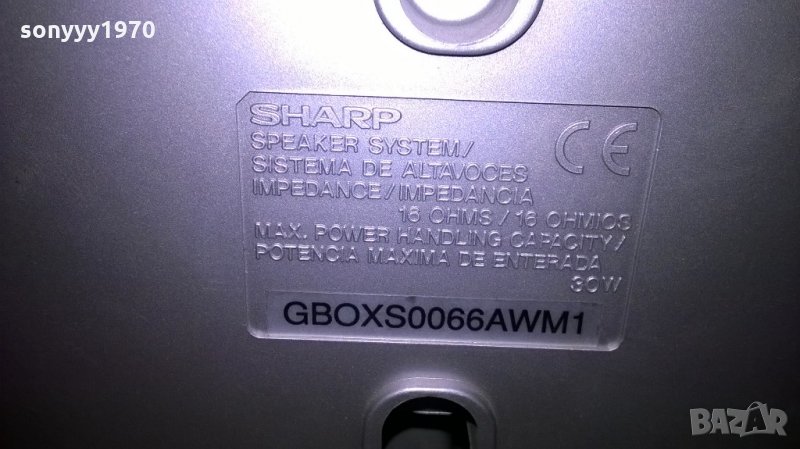 sonyyy1970
SHARP
CE
SPEAKER SYSTEM/
SISTEMA DE ALTAVOCES
IMPEDANCE/IMPEDANCIA
16 OHMS / 16 OHMIOS
MAX. POWER HANDLING CAPACITY/
POTENCIA MAXIMA DE ENTERADA
30W
GBOXS0066AWM1
BAZAR